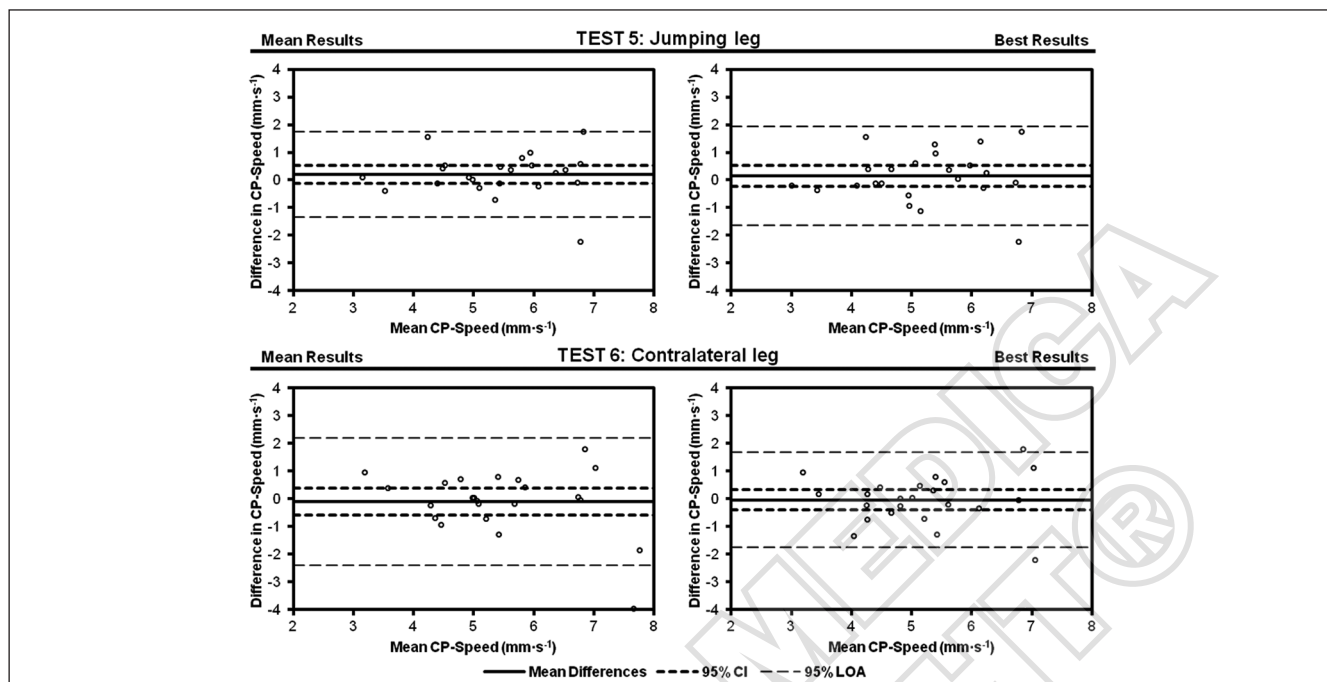 Mean Results TEST 5: Jumping leg Best Results
4 4
3 3
2 2
1 1
0 0
-1 -1
-2 -2
-3 -3
-4 -4
Difference in CP-Speed (mm·s-1) Difference in CP-Speed (mm·s-1)
2 3 4 5 6 7 8 2 3 4 5 6 7 8
Mean CP-Speed (mm·s-1) Mean CP-Speed (mm·s-1)
Mean Results TEST 6: Contralateral leg Best Results
4 4
3 3
2 2
1 1
0 0
-1 -1
-2 -2
-3 -3
-4 -4
Difference in CP-Speed (mm·s-1) Difference in CP-Speed (mm·s-1)
2 3 4 5 6 7 8 2 3 4 5 6 7 8
Mean CP-Speed (mm·s-1) Mean CP-Speed (mm·s-1)
Mean Differences 95% CI 95% LOA
MEDICA
HT®